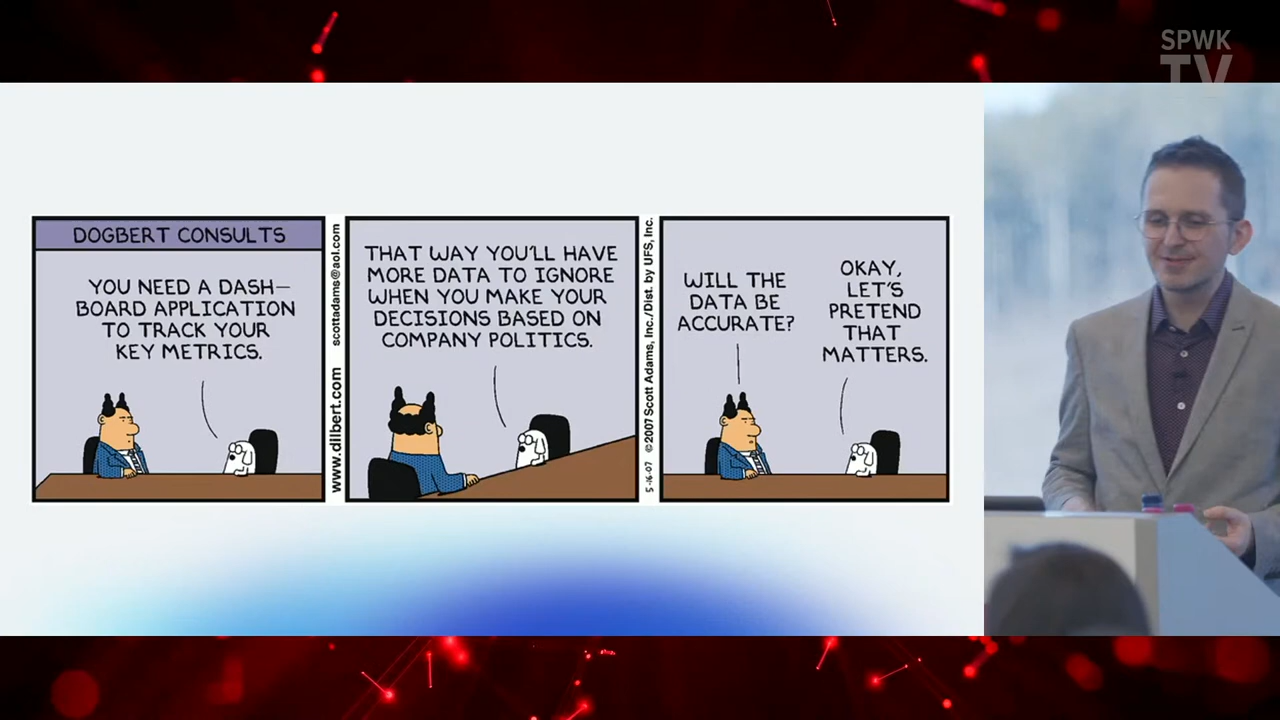 SPWK
TV
DOGBERT CONSULTS
YOU NEED A DASH–
BOARD APPLICATION
TO TRACK YOUR
KEY METRICS.
www.dilbert.com scottadams@aol.com
THAT WAY YOU'LL HAVE
MORE DATA TO IGNORE
WHEN YOU MAKE YOUR
DECISIONS BASED ON
COMPANY POLITICS.
5-16-07 ©2007 Scott Adams, Inc./Dist. by UFS, Inc.
WILL THE
DATA BE
ACCURATE?
OKAY,
LET'S
PRETEND
THAT
MATTERS.